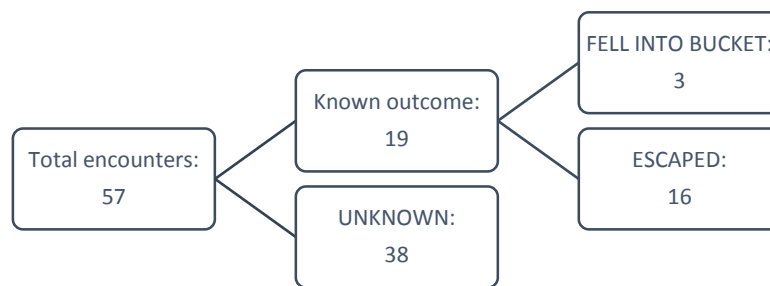 Total encounters:
57
Known outcome:
19
UNKNOWN:
38
FELL INTO BUCKET:
3
ESCAPED:
16